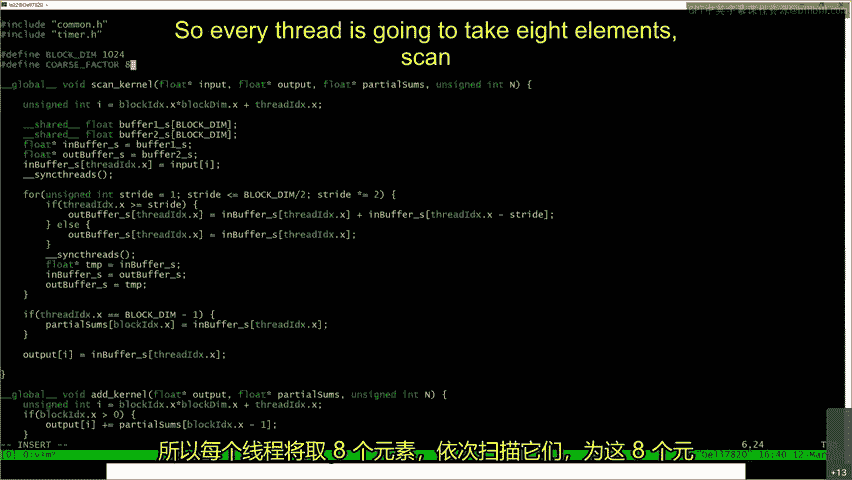 So every thread is going to take eight elements,
scan
#include "common.h"
#include "timer.h"
#define BLOCK_DIM 1024
#define COARSE_FACTOR 8
__global__ void scan_kernel(float* input, float* output, float* partialSums, unsigned int N) {
unsigned int i = blockIdx.x*blockDim.x + threadIdx.x;
__shared__ float buffer1_s[BLOCK_DIM];
__shared__ float buffer2_s[BLOCK_DIM];
float* inBuffer_s = buffer1_s;
float* outBuffer_s = buffer2_s;
inBuffer_s[threadIdx.x] = input[i];
__syncthreads();
for(unsigned int stride = 1; stride <= BLOCK_DIM/2; stride *= 2) {
if(threadIdx.x >= stride) {
outBuffer_s[threadIdx.x] = inBuffer_s[threadIdx.x] + inBuffer_s[threadIdx.x - stride];
} else {
outBuffer_s[threadIdx.x] = inBuffer_s[threadIdx.x];
}
__syncthreads();
float* tmp = inBuffer_s;
inBuffer_s = outBuffer_s;
outBuffer_s = tmp;
}
if(threadIdx.x == BLOCK_DIM - 1) {
partialSums[blockIdx.x] = inBuffer_s[threadIdx.x];
}
output[i] = inBuffer_s[threadIdx.x];
}
__global__ void add_kernel(float* output, float* partialSums, unsigned int N) {
unsigned int i = blockIdx.x*blockDim.x + threadIdx.x;
if(blockIdx.x > 0) {
output[i] += partialSums[blockIdx.x - 1];
}
-- INSERT -- 6,24
所以每个线程将取 8 个元素，依次扫描它们，为这 8 个元
16:40 12-Mar
+13